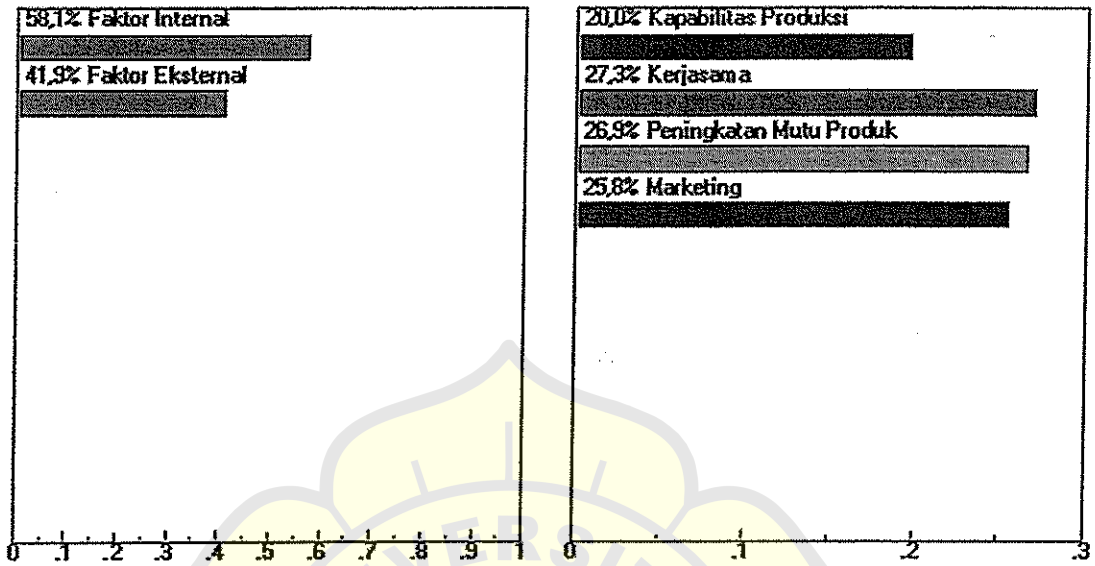 58,1% Faktor Internal
41,9% Faktor Eksternal
0 .1 .2 .3 .4 .5 .6 .7 .8 .9 1
20,0% Kapabilitas Produksi
27,3% Kerjasama
26,9% Peningkatan Mutu Produk
25,8% Marketing
0 .1 .2 .3
VERS